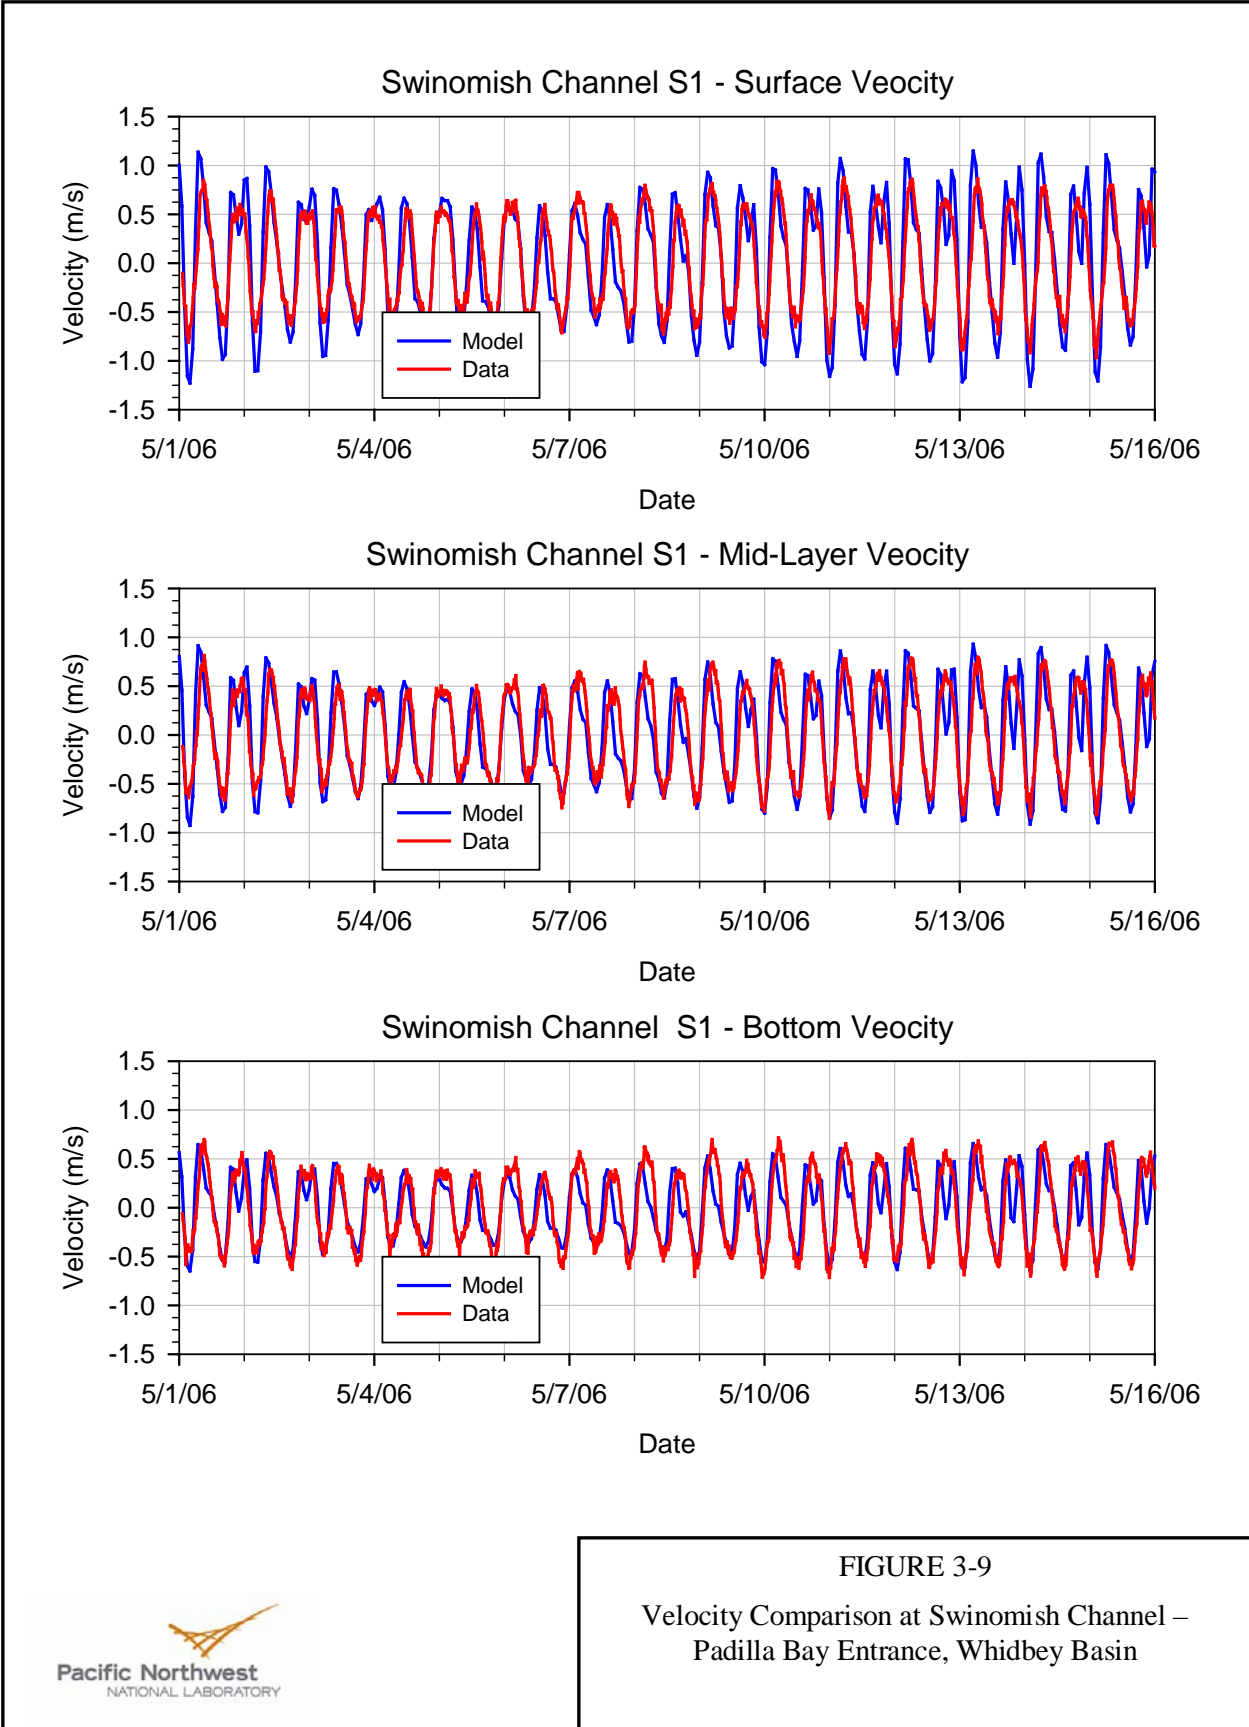 Swinomish Channel S1 - Surface Veocity
1.5
1.0
0.5
0.0
-0.5
-1.0
-1.5
Velocity (m/s)
Model
Data
5/1/06 5/4/06 5/7/06 5/10/06 5/13/06 5/16/06
Date
Swinomish Channel S1 - Mid-Layer Veocity
1.5
1.0
0.5
0.0
-0.5
-1.0
-1.5
Velocity (m/s)
Model
Data
5/1/06 5/4/06 5/7/06 5/10/06 5/13/06 5/16/06
Date
Swinomish Channel  S1 - Bottom Veocity
1.5
1.0
0.5
0.0
-0.5
-1.0
-1.5
Velocity (m/s)
Model
Data
5/1/06 5/4/06 5/7/06 5/10/06 5/13/06 5/16/06
Date
Pacific Northwest
NATIONAL LABORATORY
FIGURE 3-9
Velocity Comparison at Swinomish Channel –
Padilla Bay Entrance, Whidbey Basin